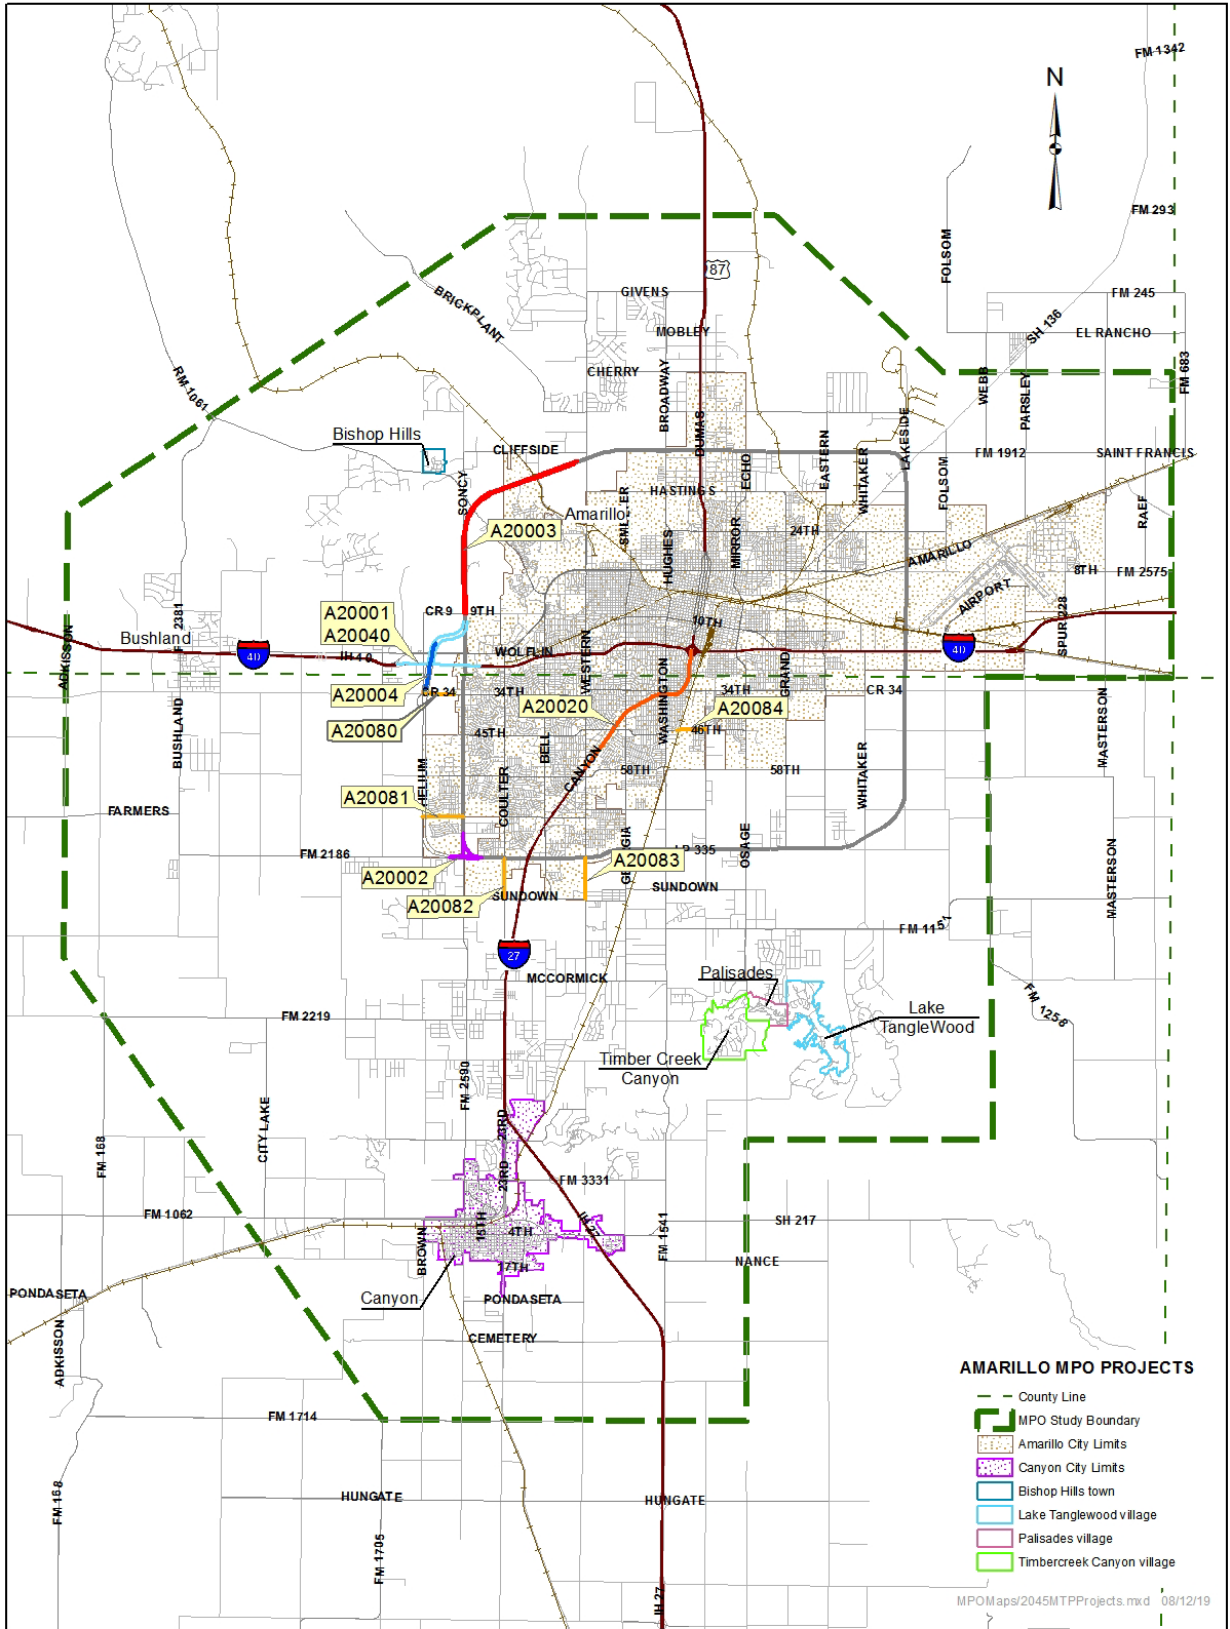 FM 1342
N
FM 293
FOLSOM
87
GIVENS
FM 245
BRICKPLANT
MOBLEY
SH 136
EL RANCHO
RM 1061
CHERRY
BROADWAY
WEBB
PARSLEY
FM 683
DUMAS
LAKESIDE
Bishop Hills
CLIFFSIDE
EASTERN
FM 1912
SAINT FRANCIS
SONCY
ECHO
WHITAKER
FOLSOM
HASTINGS
RAEF
A20003
Amarillo
24TH
HUGHES
MIRROR
AMARILLO
8TH
FM 2575
AIRPORT
A20001
A20040
CR 9
9TH
10TH
SPUR 228
2381
ADKISSON
Bushland
40
IH 40
WOLFLIN
WESTERN
40
A20004
CR 34
34TH
WASHINGTON
34TH
GRAND
CR 34
A20020
A20084
MASTERSON
BUSHLAND
A20080
45TH
BELL
46TH
CANYON
58TH
58TH
HELIUM
COULTER
WHITAKER
A20081
FARMERS
FM 2186
335
OSAGE
A20083
MASTERSON
A20002
SUNDOWN
SUNDOWN
A20082
FM 1151
27
MCCORMICK
Palisades
FM 2219
FM 1258
Lake
TangleWood
Timber Creek
Canyon
FM 2590
CITY LAKE
23RD
FM 168
23RD
FM 3331
FM 1062
15TH
4TH
IH 27
FM 1541
SH 217
BROWN
17TH
NANCE
Canyon
PONDASETA
PONDASETA
ADKISSON
CEMETERY
FM 1714
FM 168
HUNGATE
HUNGATE
FM 1705
IH 27
AMARILLO MPO PROJECTS
County Line
MPO Study Boundary
Amarillo City Limits
Canyon City Limits
Bishop Hills town
Lake Tanglewood village
Palisades village
Timbercreek Canyon village
MPOMaps/2045MTPProjects.mxd 08/12/19